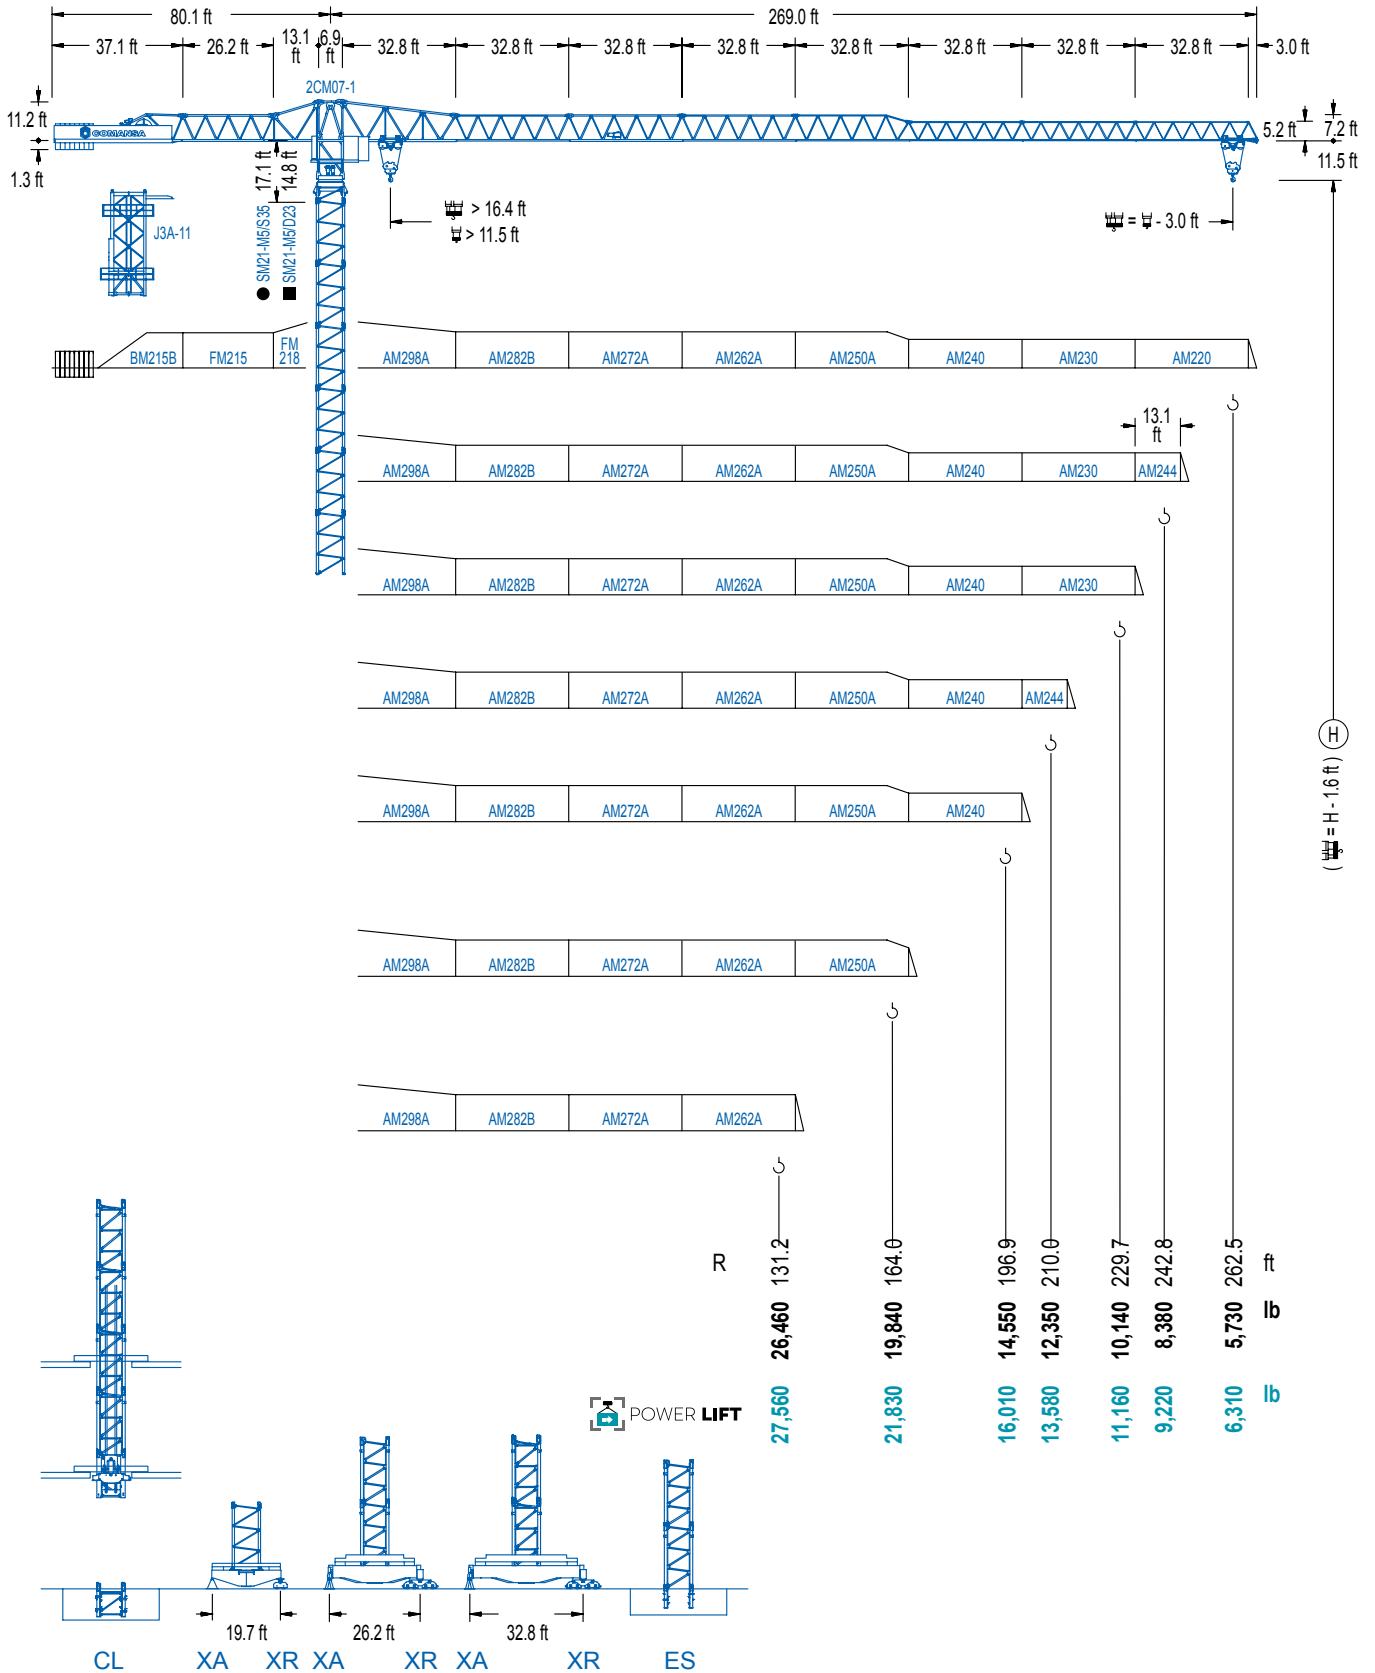 80.1 ft 269.0 ft
37.1 ft 26.2 ft 13.1 ft 6.9 ft 32.8 ft 32.8 ft 32.8 ft 32.8 ft 32.8 ft 32.8 ft 32.8 ft 32.8 ft 3.0 ft
2CM07-1
11.2 ft
COMANSA
5.2 ft 7.2 ft
1.3 ft
11.5 ft
17.1 ft
14.8 ft
SM21-M5/S35
SM21-M5/D23
J3A-11
> 16.4 ft
> 11.5 ft
= - 3.0 ft
BM215B FM215 FM 218 AM298A AM282B AM272A AM262A AM250A AM240 AM230 AM220
13.1 ft
AM298A AM282B AM272A AM262A AM250A AM240 AM230 AM244
AM298A AM282B AM272A AM262A AM250A AM240 AM230
AM298A AM282B AM272A AM262A AM250A AM240 AM244
H
( = H - 1.6 ft )
AM298A AM282B AM272A AM262A AM250A AM240
AM298A AM282B AM272A AM262A AM250A
AM298A AM282B AM272A AM262A
R 131.2 164.0 196.9 210.0 229.7 242.8 262.5 ft
26,460 19,840 14,550 12,350 10,140 8,380 5,730 lb
POWER LIFT 27,560 21,830 16,010 13,580 11,160 9,220 6,310 lb
19.7 ft 26.2 ft 32.8 ft
CL XA XR XA XR XA XR ES